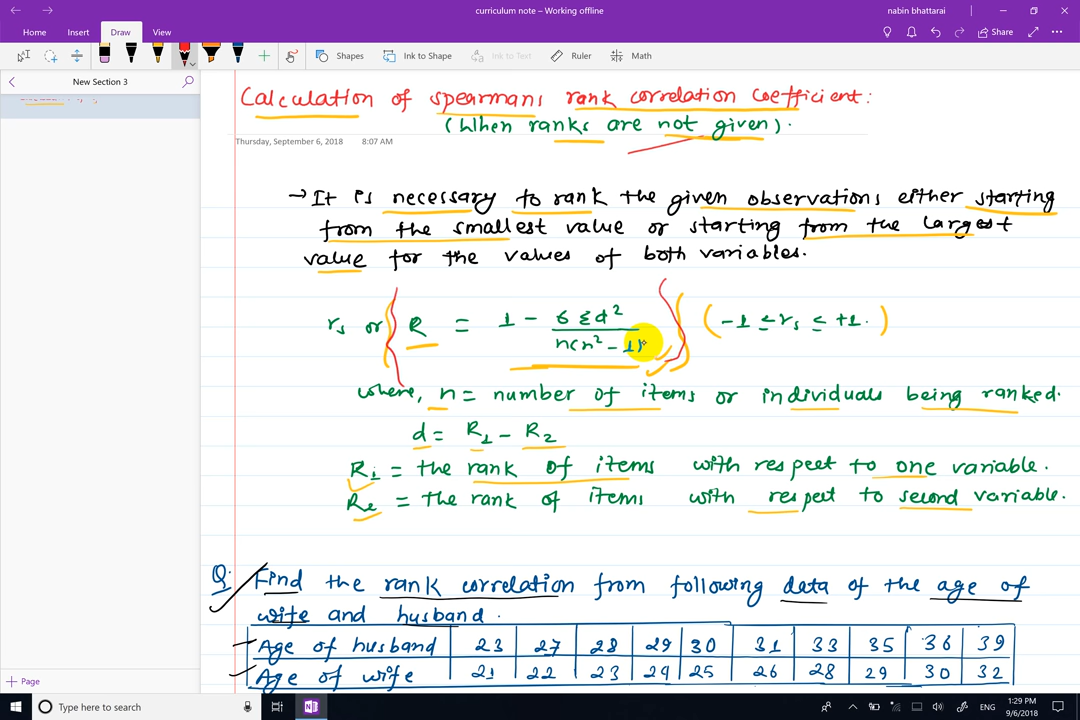 curriculum note – Working offline
nabin bhattarai
Home Insert Draw View
Share
Shapes Ink to Shape Ink to Text Ruler Math
New Section 3
Calculation of spearmans rank correlation coefficient:
(When ranks are not given).
Thursday, September 6, 2018 8:07 AM
→ It is necessary to rank the given observations either starting
from the smallest value or starting from the largest
value for the values of both variables.
rs or { R = 1 - 6 Σd² / n(n² - 1) } (-1 ≤ rs ≤ +1.)
where, n = number of items or individuals being ranked.
d = R1 - R2
R1 = the rank of items with respect to one variable.
R2 = the rank of items with respect to second variable.
Q. Find the rank correlation from following data of the age of
wife and husband.
Age of husband 23 27 28 29 30 31 33 35 36 39
Age of wife 21 22 23 24 25 26 28 29 30 32
+ Page
Type here to search
ENG
1:29 PM
9/6/2018